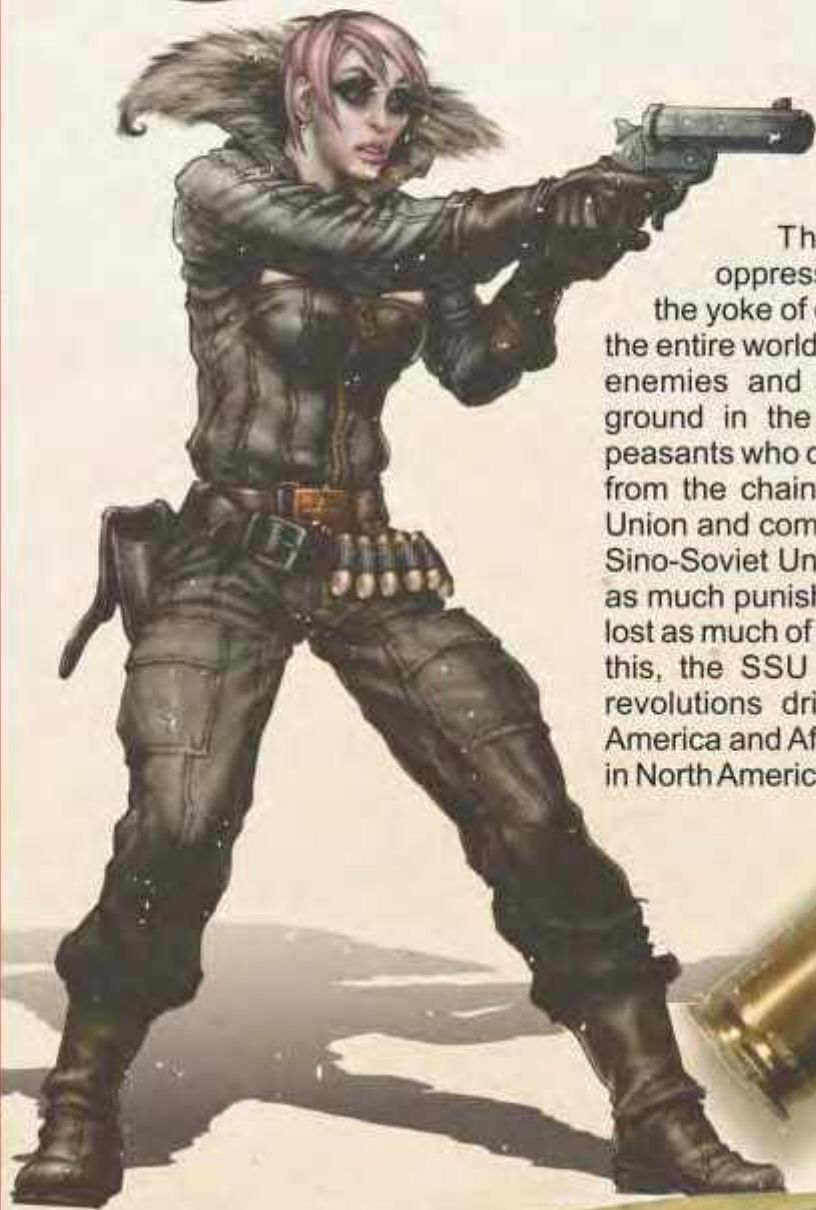 Th
oppress
the yoke of
the entire world
enemies and
ground in the
peasants who
from the chain
Union and com
Sino-Soviet Un
as much punish
lost as much of
this, the SSU
revolutions dri
America and Af
in North Americ